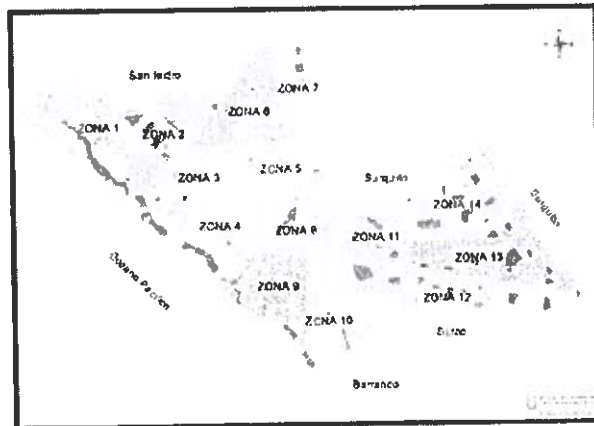 San Isidro
ZONA 7
ZONA 6
ZONA 1
ZONA 2
ZONA 5
ZONA 3
Surquillo
ZONA 14
Surquillo
ZONA 4
ZONA 8
ZONA 11
ZONA 13
Océano Pacífico
ZONA 9
ZONA 12
ZONA 10
Surco
Barranco